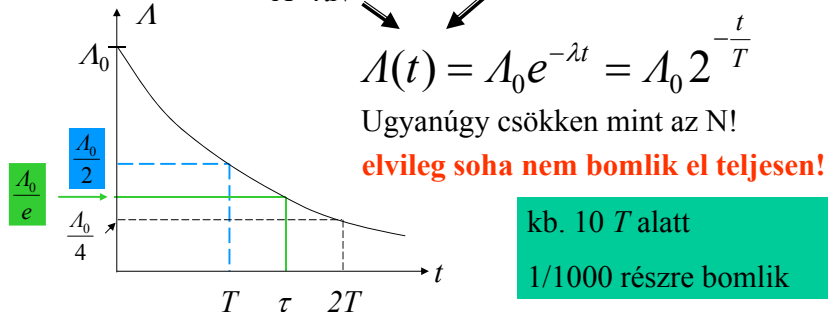 Λ
Λ₀
Λ(t) = Λ₀e^{-λt} = Λ₀2^{-t/T}
Ugyanúgy csökken mint az N!
elvileg soha nem bomlik el teljesen!
Λ₀/2
Λ₀/e
Λ₀/4
kb. 10 T alatt
1/1000 részre bomlik
t
T τ 2T